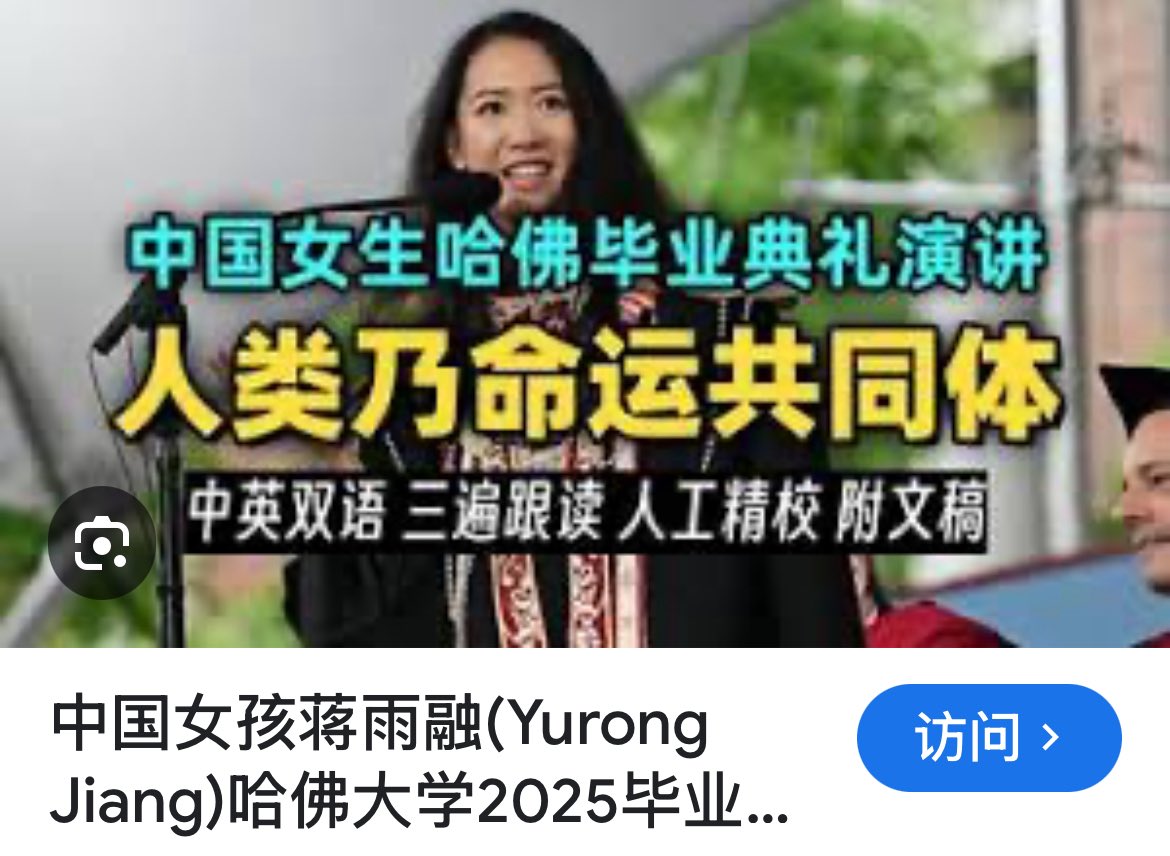 中国女生哈佛毕业典礼演讲
人类乃命运共同体
中英双语 三遍跟读 人工精校 附文稿
中国女孩蒋雨融(Yurong
Jiang)哈佛大学2025毕业...
访问 ›